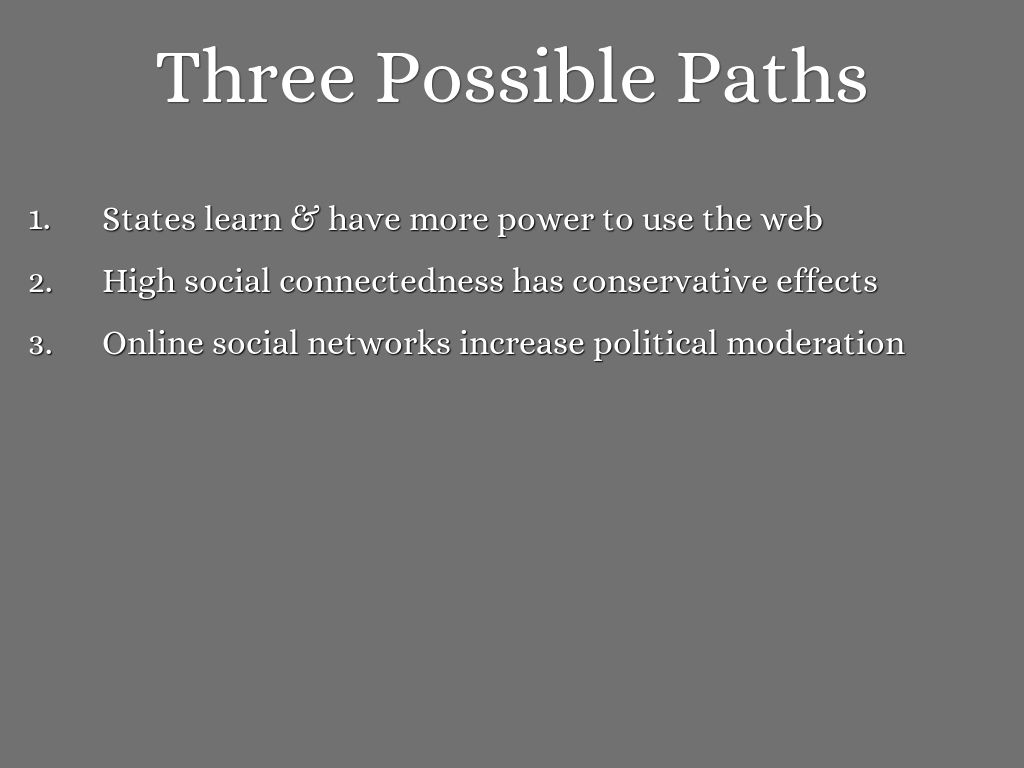 Three Possible Paths
1. States learn & have more power to use the web
2. High social connectedness has conservative effects
3. Online social networks increase political moderation